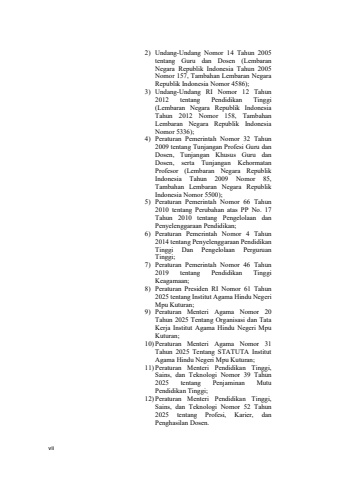 2) Undang-Undang Nomor 14 Tahun 2005
tentang Guru dan Dosen (Lembaran
Negara Republik Indonesia Tahun 2005
Nomor 157, Tambahan Lembaran Negara
Republik Indonesia Nomor 4586);
3) Undang-Undang RI Nomor 12 Tahun
2012 tentang Pendidikan Tinggi
(Lembaran Negara Republik Indonesia
Tahun 2012 Nomor 158, Tambahan
Lembaran Negara Republik Indonesia
Nomor 5336);
4) Peraturan Pemerintah Nomor 32 Tahun
2009 tentang Tunjangan Profesi Guru dan
Dosen, Tunjangan Khusus Guru dan
Dosen, serta Tunjangan Kehormatan
Profesor (Lembaran Negara Republik
Indonesia Tahun 2009 Nomor 85,
Tambahan Lembaran Negara Republik
Indonesia Nomor 5500);
5) Peraturan Pemerintah Nomor 66 Tahun
2010 tentang Perubahan atas PP No. 17
Tahun 2010 tentang Pengelolaan dan
Penyelenggaraan Pendidikan;
6) Peraturan Pemerintah Nomor 4 Tahun
2014 tentang Penyelenggaraan Pendidikan
Tinggi Dan Pengelolaan Perguruan
Tinggi;
7) Peraturan Pemerintah Nomor 46 Tahun
2019 tentang Pendidikan Tinggi
Keagamaan;
8) Peraturan Presiden RI Nomor 61 Tahun
2025 tentang Institut Agama Hindu Negeri
Mpu Kuturan;
9) Peraturan Menteri Agama Nomor 20
Tahun 2025 Tentang Organisasi dan Tata
Kerja Institut Agama Hindu Negeri Mpu
Kuturan;
10) Peraturan Menteri Agama Nomor 31
Tahun 2025 Tentang STATUTA Institut
Agama Hindu Negeri Mpu Kuturan;
11) Peraturan Menteri Pendidikan Tinggi,
Sains, dan Teknologi Nomor 39 Tahun
2025 tentang Penjaminan Mutu
Pendidikan Tinggi;
12) Peraturan Menteri Pendidikan Tinggi,
Sains, dan Teknologi Nomor 52 Tahun
2025 tentang Profesi, Karier, dan
Penghasilan Dosen.
vii